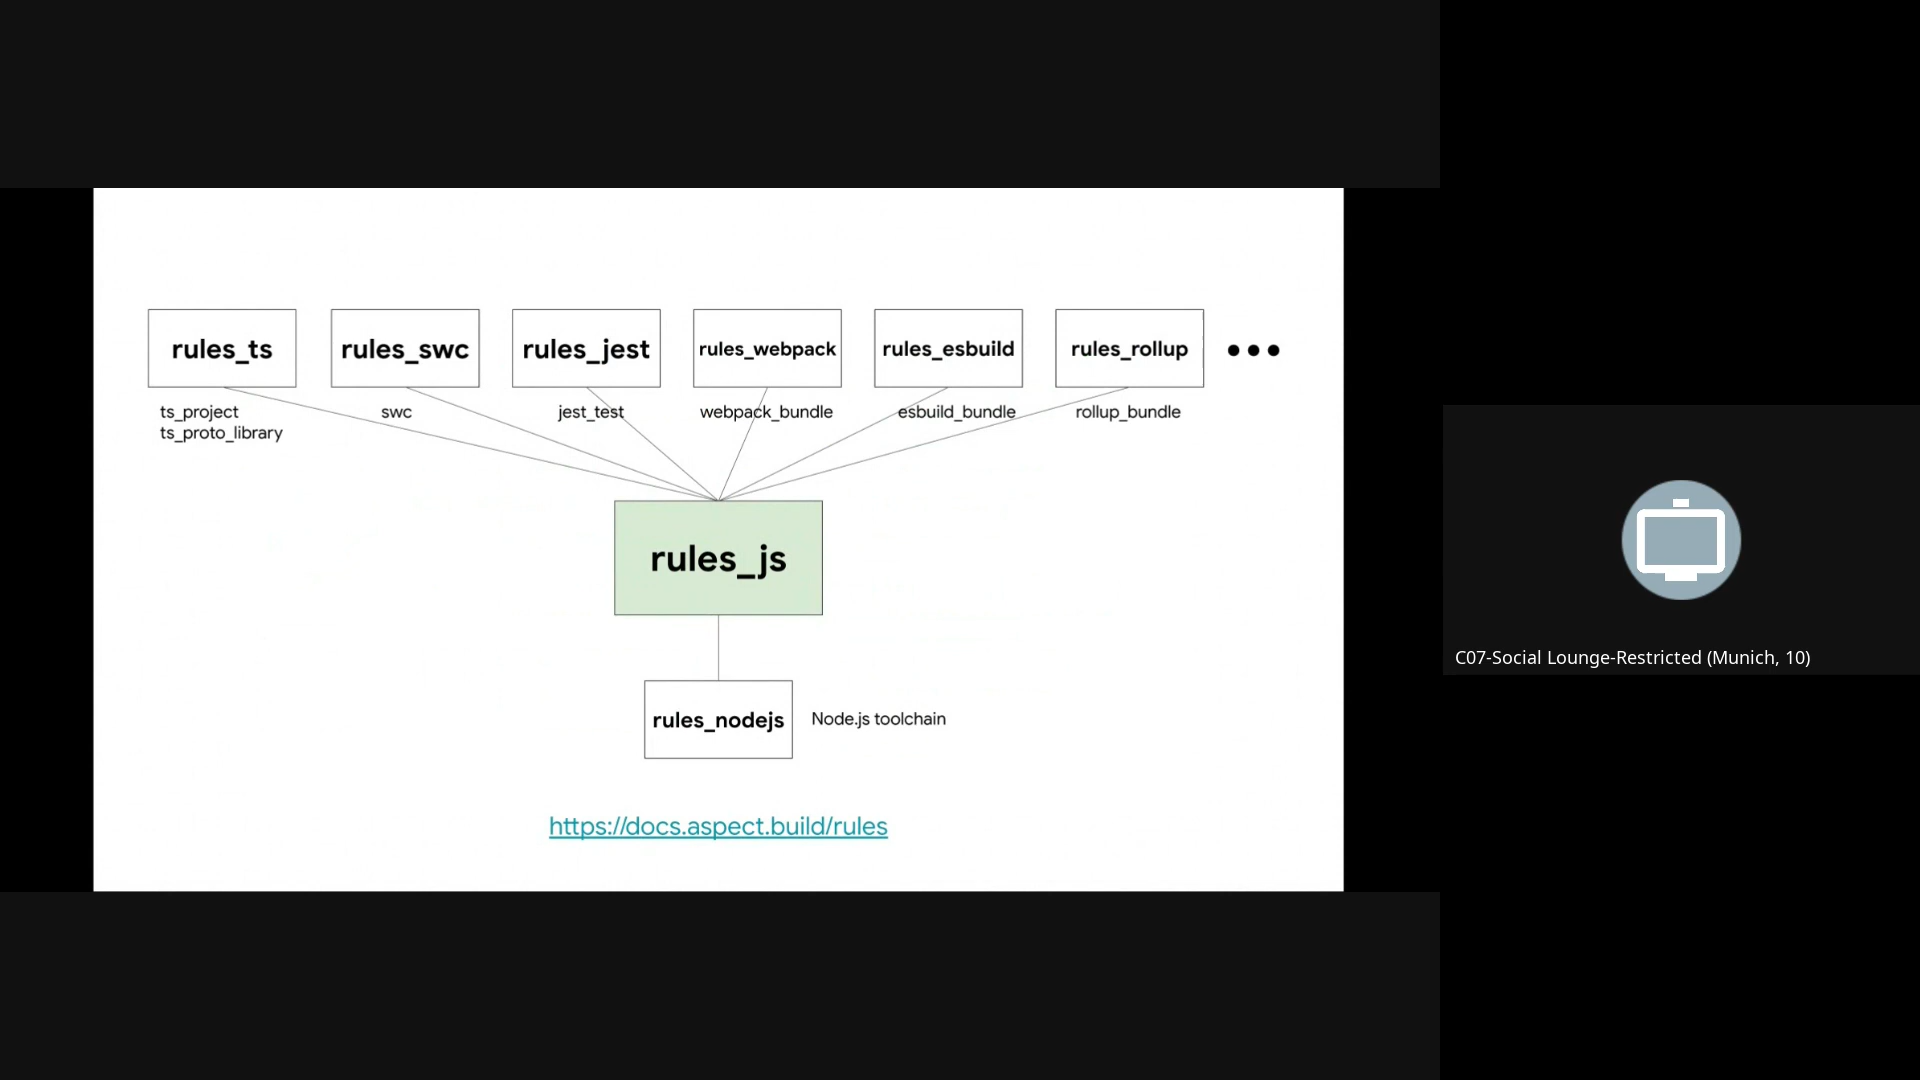 rules_ts
rules_swc
rules_jest
rules_webpack
rules_esbuild
rules_rollup
ts_project
ts_proto_library
swc
jest_test
webpack_bundle
esbuild_bundle
rollup_bundle
rules_js
rules_nodejs
Node.js toolchain
https://docs.aspect.build/rules
C07-Social Lounge-Restricted (Munich, 10)